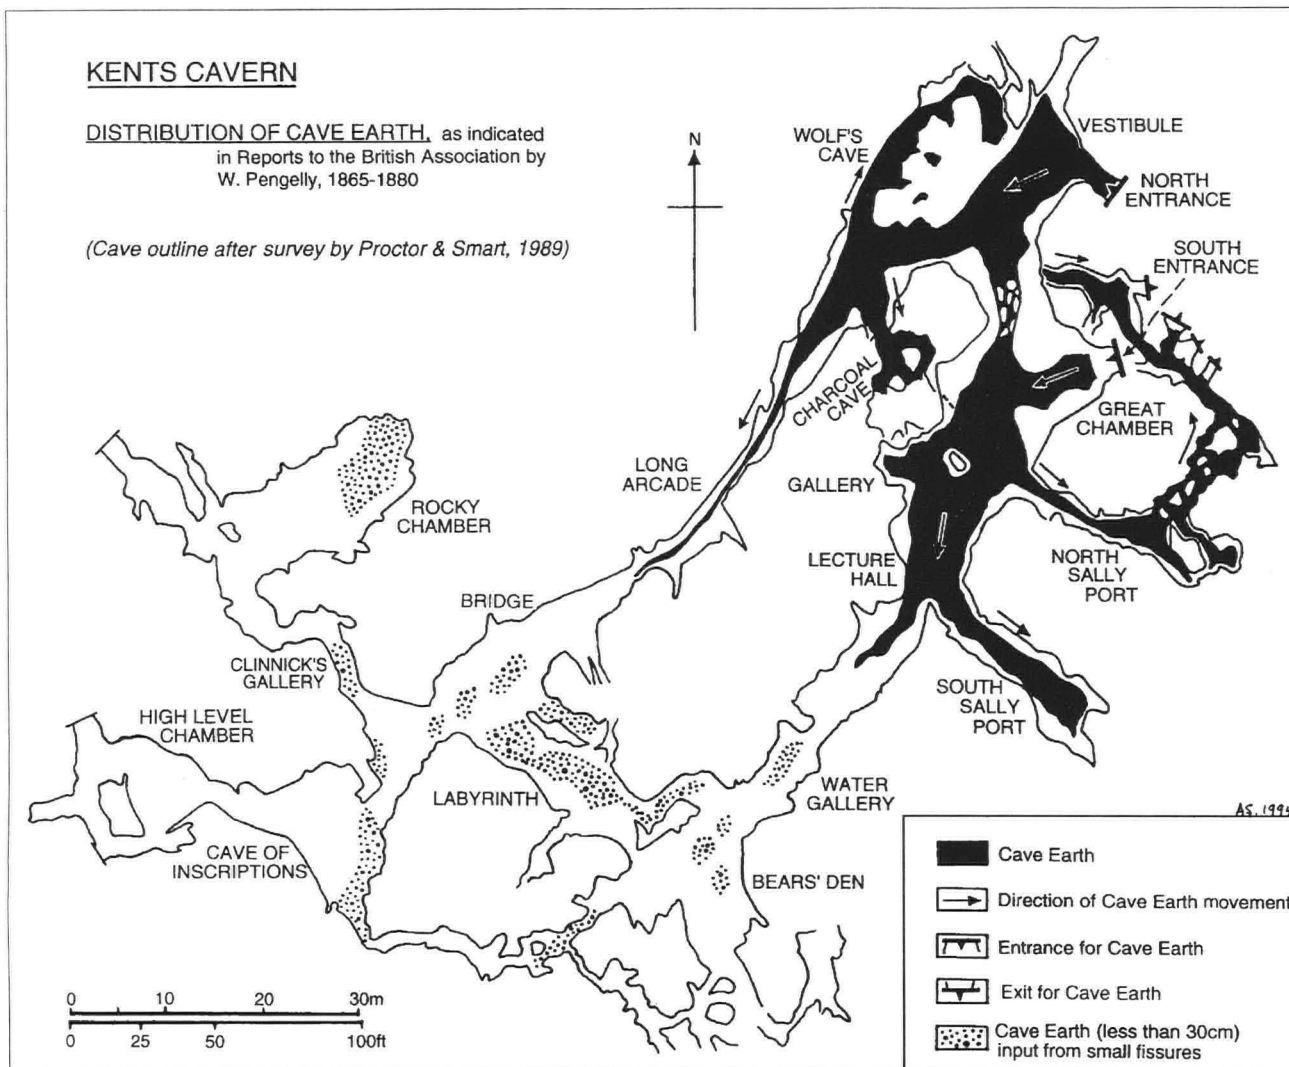 KENTS CAVERN
DISTRIBUTION OF CAVE EARTH, as indicated
in Reports to the British Association by
W. Pengelly, 1865-1880
(Cave outline after survey by Proctor & Smart, 1989)
N
WOLF'S
CAVE
VESTIBULE
NORTH
ENTRANCE
SOUTH
ENTRANCE
CHARCOAL
CAVE
GREAT
CHAMBER
LONG
ARCADE
GALLERY
ROCKY
CHAMBER
LECTURE
HALL
NORTH
SALLY
PORT
BRIDGE
CLINNICK'S
GALLERY
SOUTH
SALLY
PORT
HIGH LEVEL
CHAMBER
LABYRINTH
WATER
GALLERY
CAVE OF
INSCRIPTIONS
BEARS' DEN
Cave Earth
Direction of Cave Earth movement
Entrance for Cave Earth
Exit for Cave Earth
Cave Earth (less than 30cm)
input from small fissures
0 10 20 30m
0 25 50 100ft